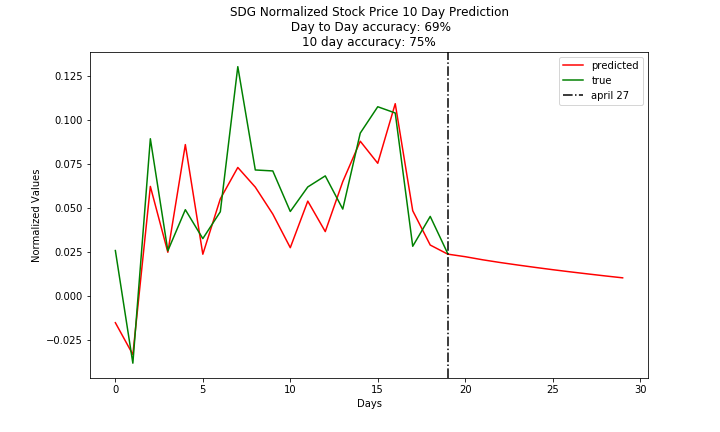 SDG Normalized Stock Price 10 Day Prediction
Day to Day accuracy: 69%
10 day accuracy: 75%
predicted
true
april 27
Normalized Values
0.125
0.100
0.075
0.050
0.025
0.000
−0.025
0 5 10 15 20 25 30
Days